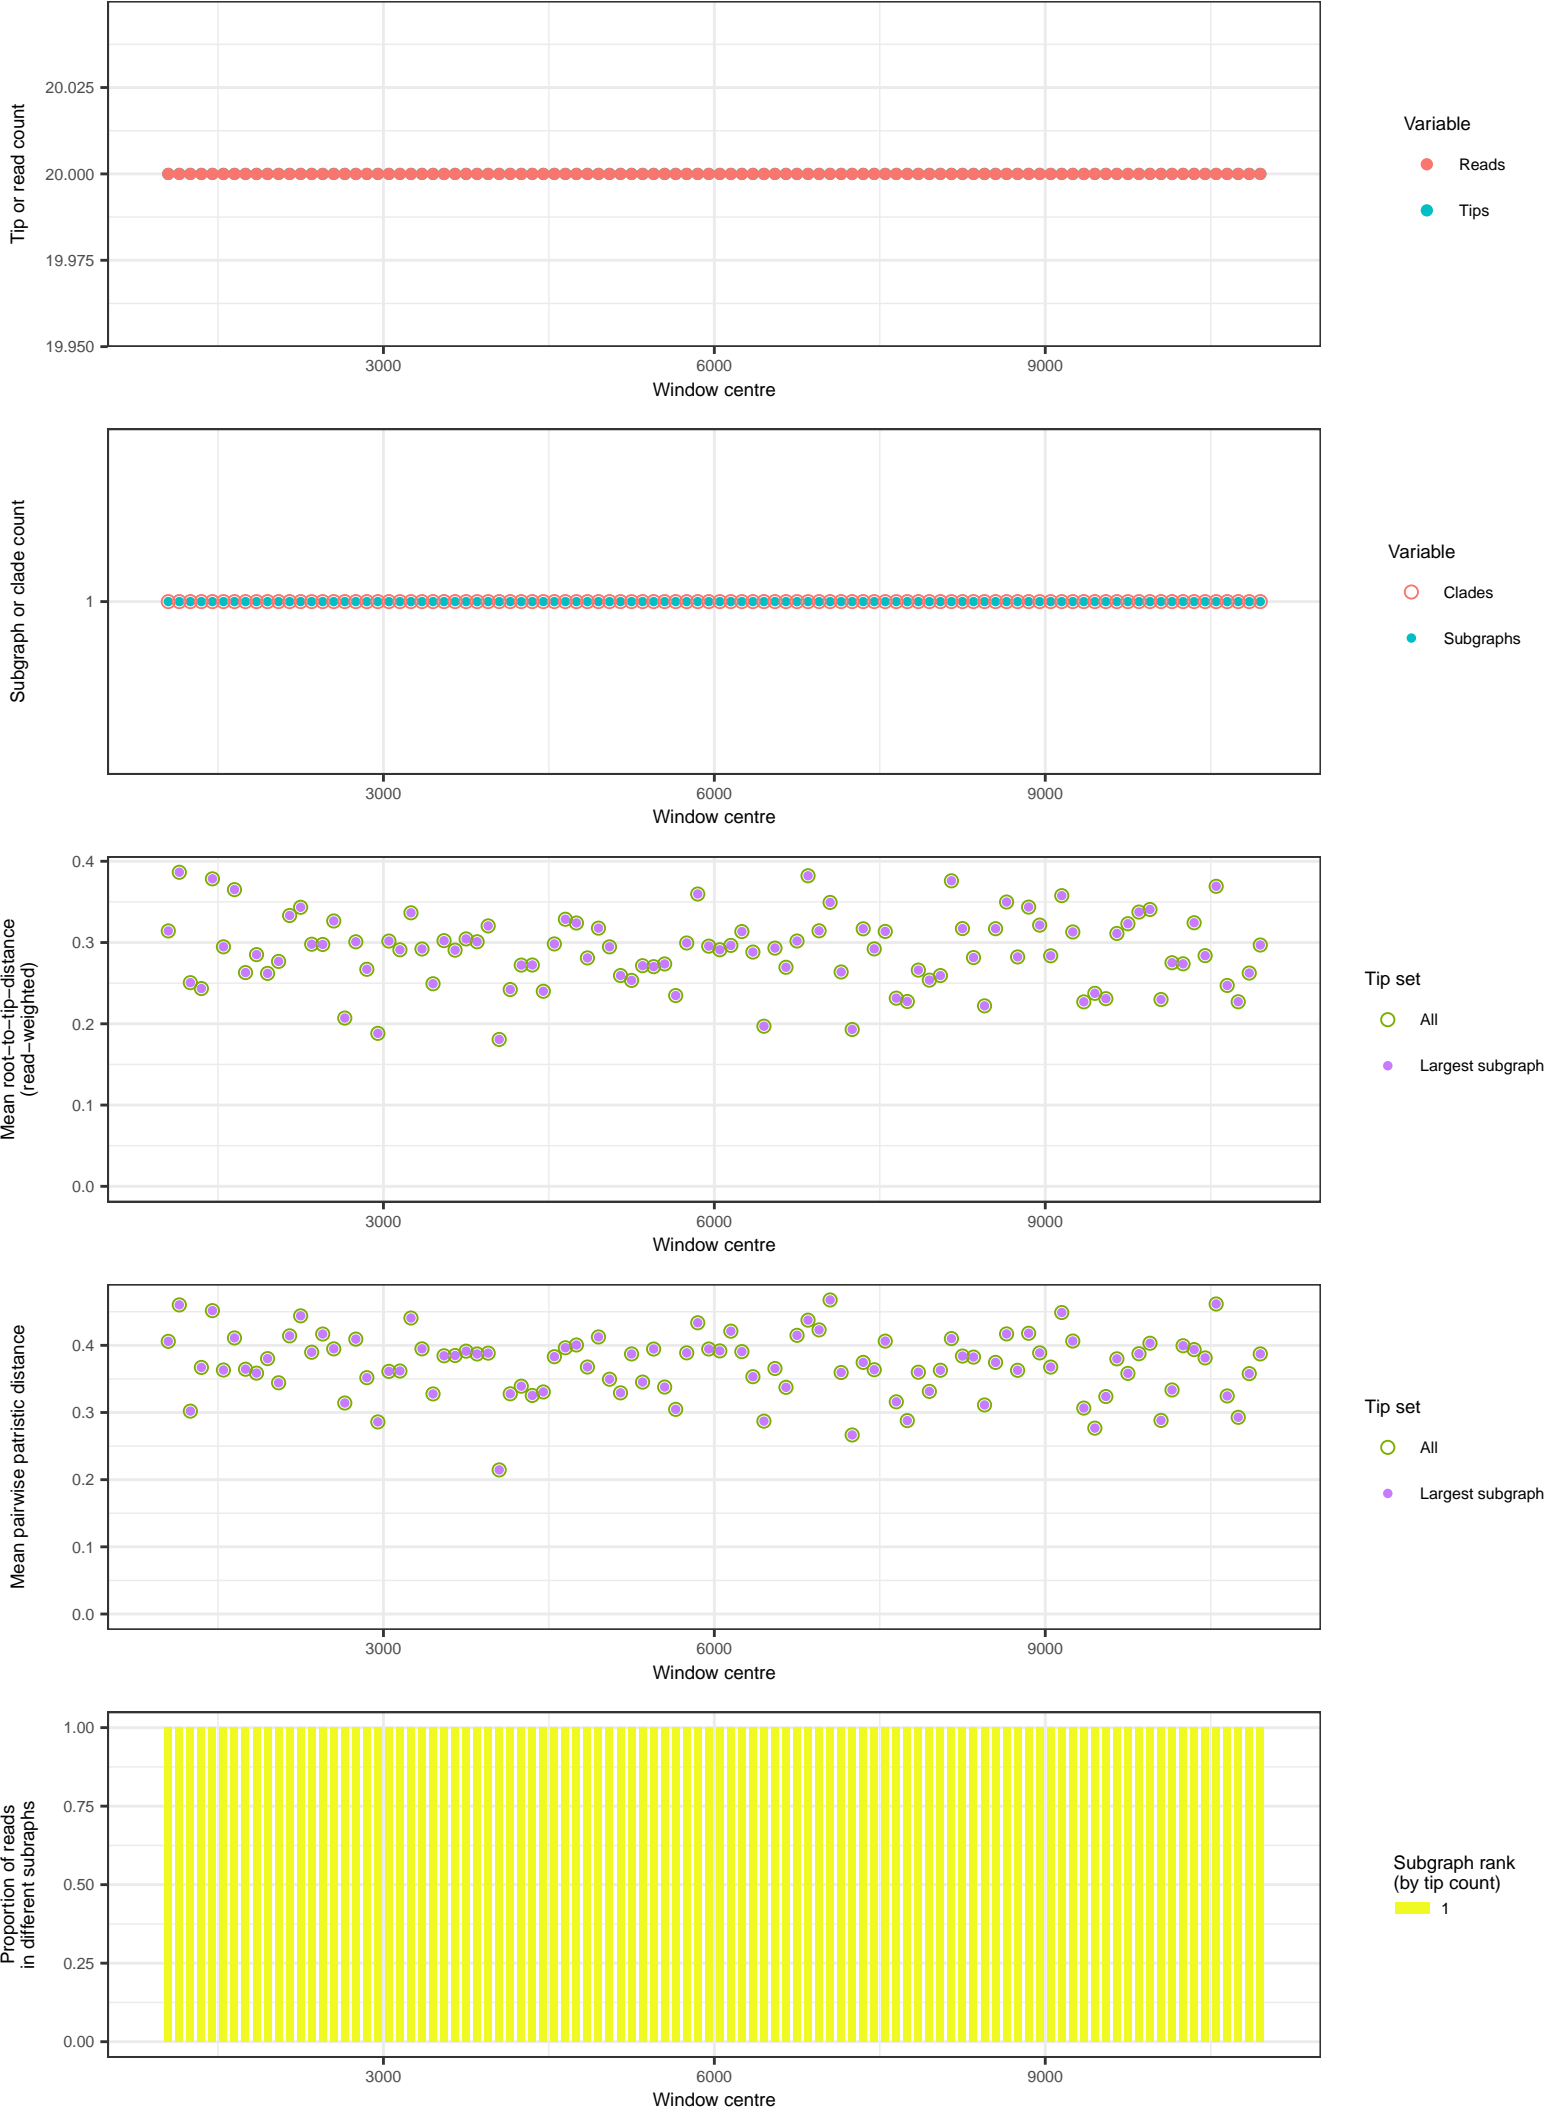 20.025
20.000
19.975
19.950
Tip or read count
3000 6000 9000
Window centre
Variable
Reads
Tips
1
Subgraph or clade count
3000 6000 9000
Window centre
Variable
Clades
Subgraphs
0.4
0.3
0.2
0.1
0.0
Mean root−to−tip−distance
(read−weighted)
3000 6000 9000
Window centre
Tip set
All
Largest subgraph
0.4
0.3
0.2
0.1
0.0
Mean pairwise patristic distance
3000 6000 9000
Window centre
Tip set
All
Largest subgraph
1.00
0.75
0.50
0.25
0.00
Proportion of reads
in different subraphs
3000 6000 9000
Window centre
Subgraph rank
(by tip count)
1